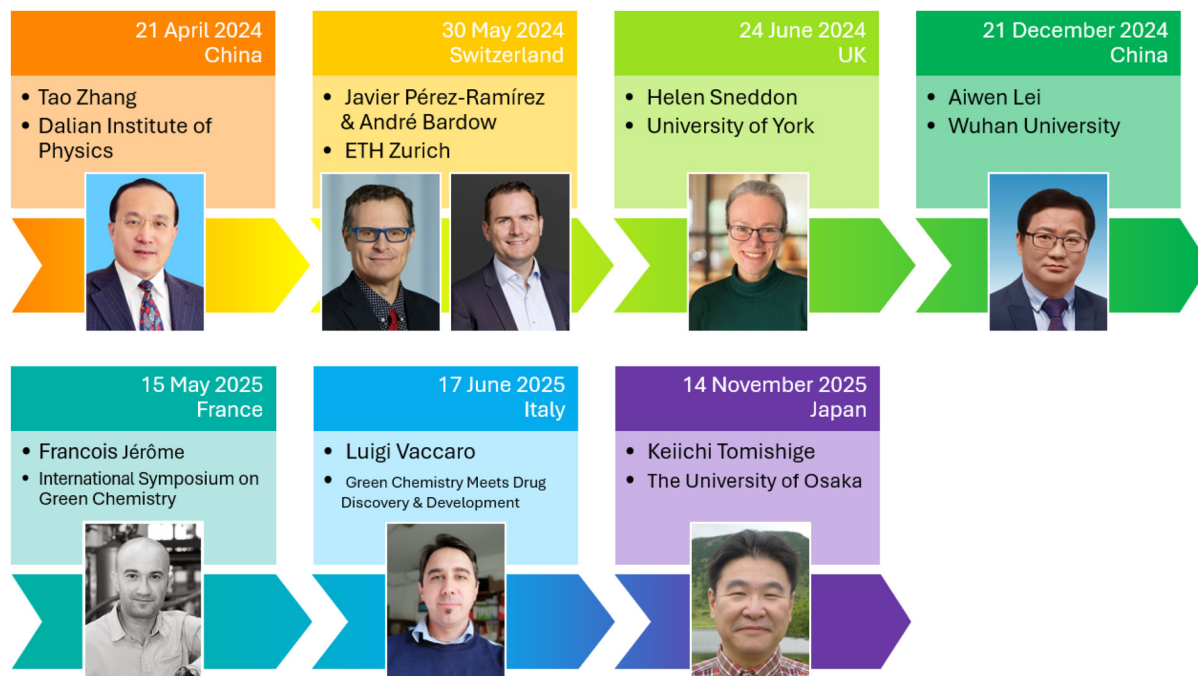 21 April 2024
China
• Tao Zhang
• Dalian Institute of
Physics
30 May 2024
Switzerland
• Javier Pérez-Ramírez
& André Bardow
• ETH Zurich
24 June 2024
UK
• Helen Sneddon
• University of York
21 December 2024
China
• Aiwen Lei
• Wuhan University
15 May 2025
France
• Francois Jérôme
• International Symposium on
Green Chemistry
17 June 2025
Italy
• Luigi Vaccaro
• Green Chemistry Meets Drug
Discovery & Development
14 November 2025
Japan
• Keiichi Tomishige
• The University of Osaka